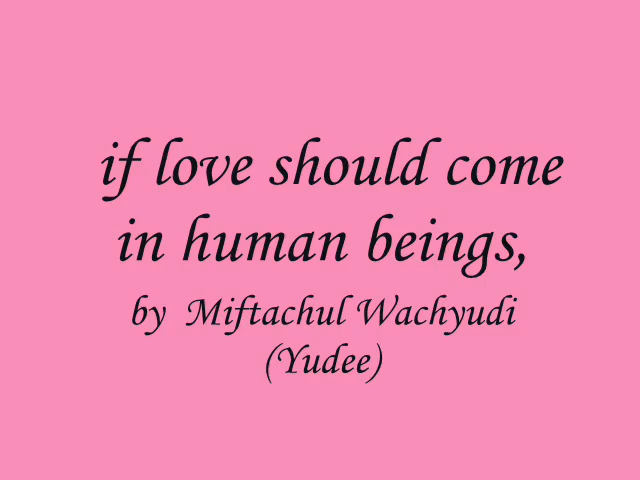 if love should come
in human beings,
by Miftachul Wachyudi
(Yudee)